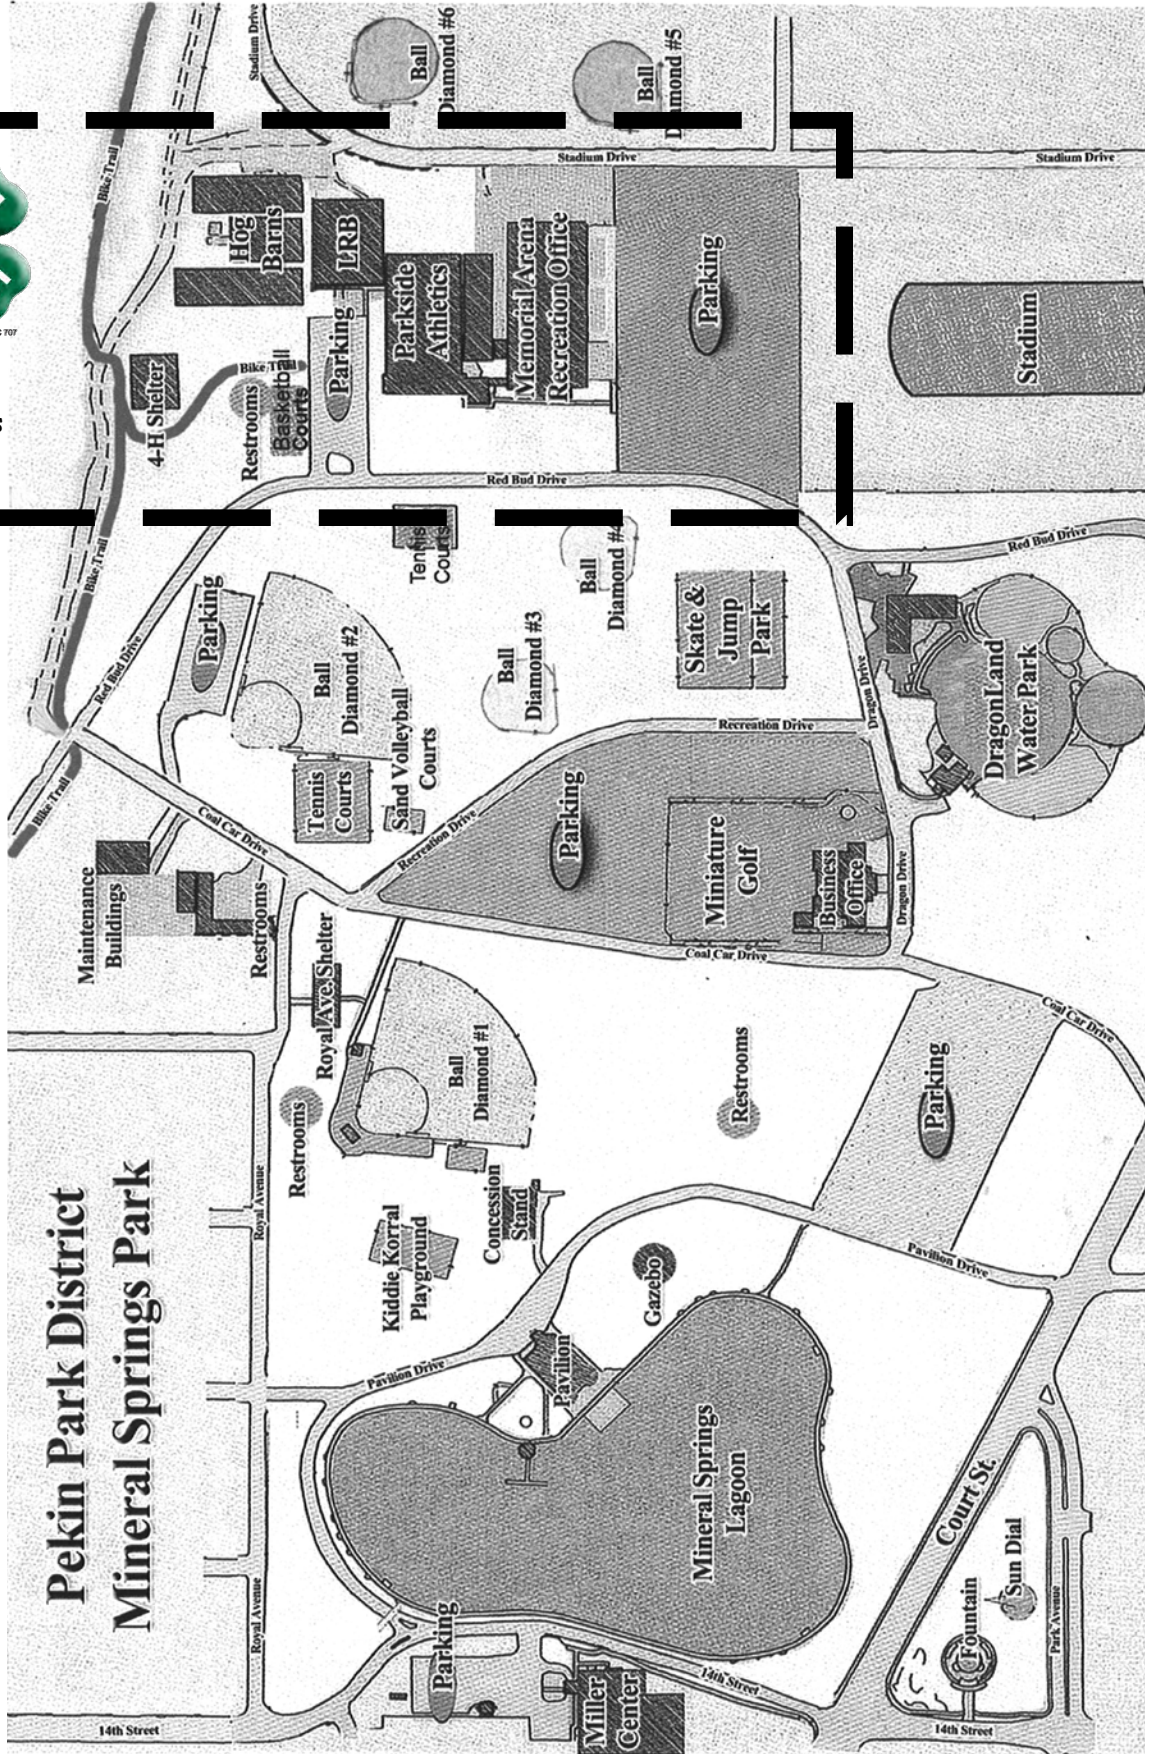 Pekin Park District
Mineral Springs Park
14th Street
Royal Avenue
Royal Avenue
Parking
Miller
Center
14th Street
14th Street
Fountain
Sun Dial
Park Avenue
Court St.
Mineral Springs
Lagoon
Pavilion
Pavilion Drive
Gazebo
Kiddie Korral
Playground
Concession
Stand
Pavilion Drive
Restrooms
Royal Ave. Shelter
Ball
Diamond #1
Restrooms
Parking
Coal Car Drive
Coal Car Drive
Maintenance
Buildings
Restrooms
Coal Car Drive
Bike Trail
Red Bud Drive
Recreation Drive
Parking
Miniature
Golf
Business
Office
Dragon Drive
Recreation Drive
Dragon Drive
DragonLand
Water Park
Tennis
Courts
Sand Volleyball
Courts
Ball
Diamond #2
Parking
Ball
Diamond #3
Ball
Diamond #4
Skate &
Jump
Park
Tennis
Courts
Bike Trail
Red Bud Drive
Red Bud Drive
4-H Shelter
Restrooms
Basketball
Courts
Bike Trail
Parking
Hog
Barns
LRB
Parkside
Athletics
Memorial Arena
Recreation Office
Parking
Stadium
Bike Trail
Stadium Drive
Stadium Drive
Stadium Drive
Ball
Diamond #6
Ball
Diamond #5
707